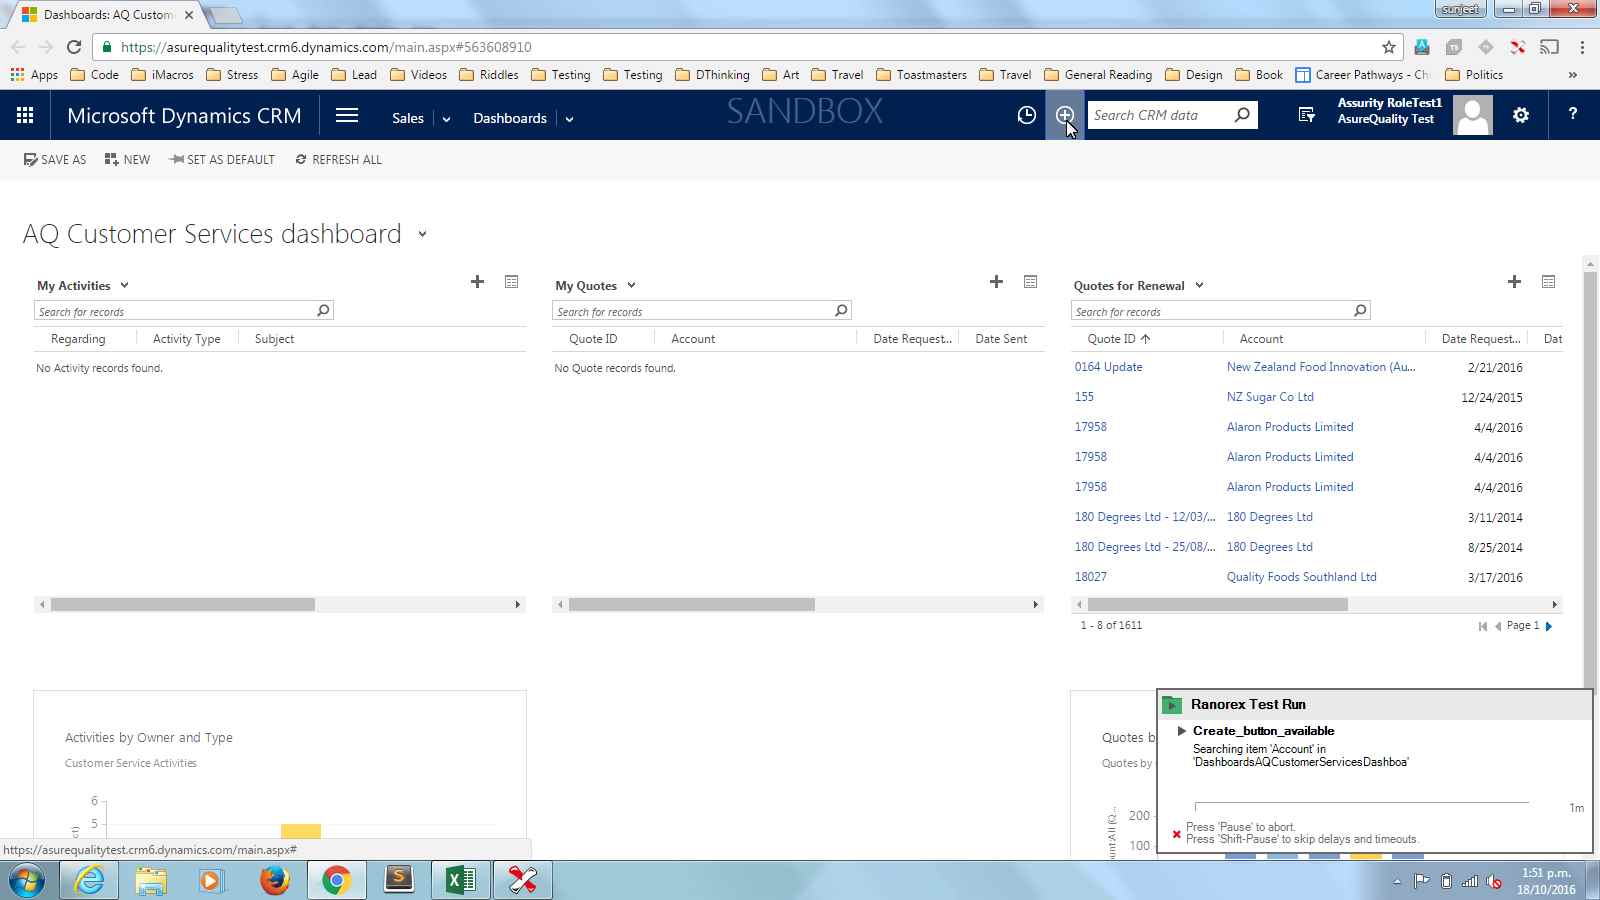 Dashboards: AQ Custom
sunjeet
https://asurequalitytest.crm6.dynamics.com/main.aspx#563608910
Apps Code iMacros Stress Agile Lead Videos Riddles Testing Testing DThinking Art Travel Toastmasters Travel General Reading Design Book Career Pathways - Ch Politics »
Microsoft Dynamics CRM Sales Dashboards SANDBOX Search CRM data Assurity RoleTest1 ?
AsureQuality Test
SAVE AS NEW SET AS DEFAULT REFRESH ALL
AQ Customer Services dashboard
My Activities
Search for records
Regarding Activity Type Subject
No Activity records found.
My Quotes
Search for records
Quote ID Account Date Request... Date Sent
No Quote records found.
Quotes for Renewal
Search for records
Quote ID Account Date Request... Dat
0164 Update New Zealand Food Innovation (Au... 2/21/2016
155 NZ Sugar Co Ltd 12/24/2015
17958 Alaron Products Limited 4/4/2016
17958 Alaron Products Limited 4/4/2016
17958 Alaron Products Limited 4/4/2016
180 Degrees Ltd - 12/03/... 180 Degrees Ltd 3/11/2014
180 Degrees Ltd - 25/08/... 180 Degrees Ltd 8/25/2014
18027 Quality Foods Southland Ltd 3/17/2016
1 - 8 of 1611 Page 1
Activities by Owner and Type
Customer Service Activities
6
5
Quotes b
Quotes by
200
100
Ranorex Test Run
Create_button_available
Searching item 'Account' in
'DashboardsAQCustomerServicesDashboa'
1m
Press 'Pause' to abort.
Press 'Shift-Pause' to skip delays and timeouts.
https://asurequalitytest.crm6.dynamics.com/main.aspx#
1:51 p.m.
18/10/2016